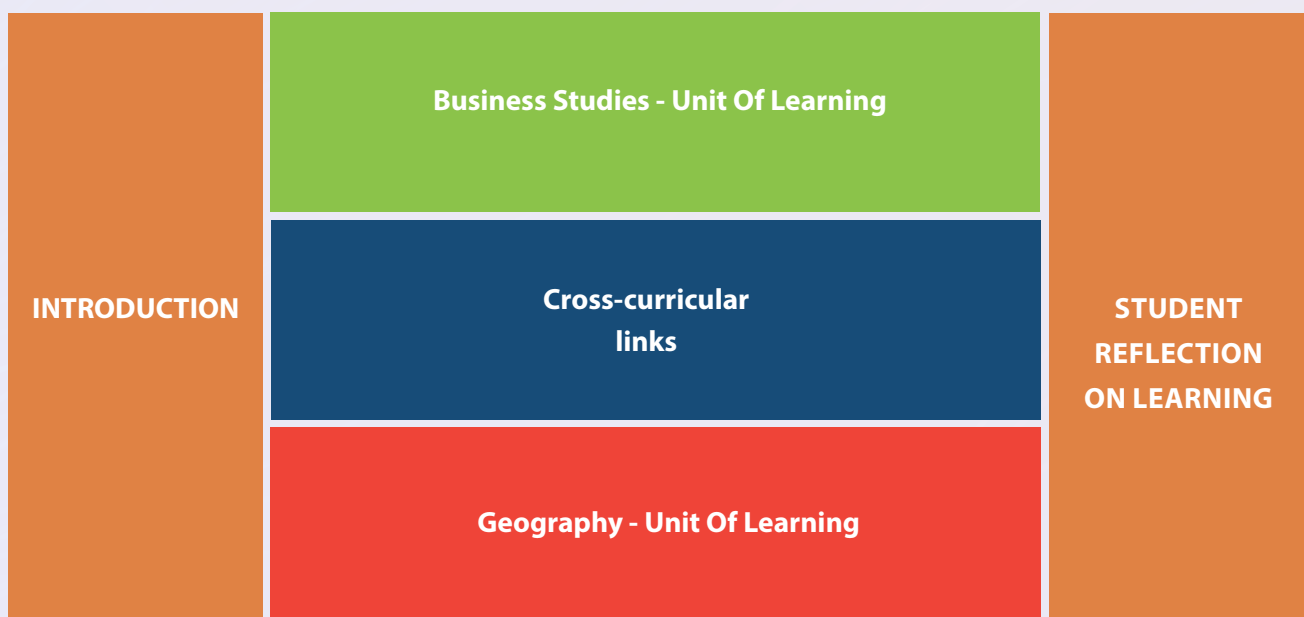 INTRODUCTION
Business Studies - Unit Of Learning
Cross-curricular
links
Geography - Unit Of Learning
STUDENT
REFLECTION
ON LEARNING